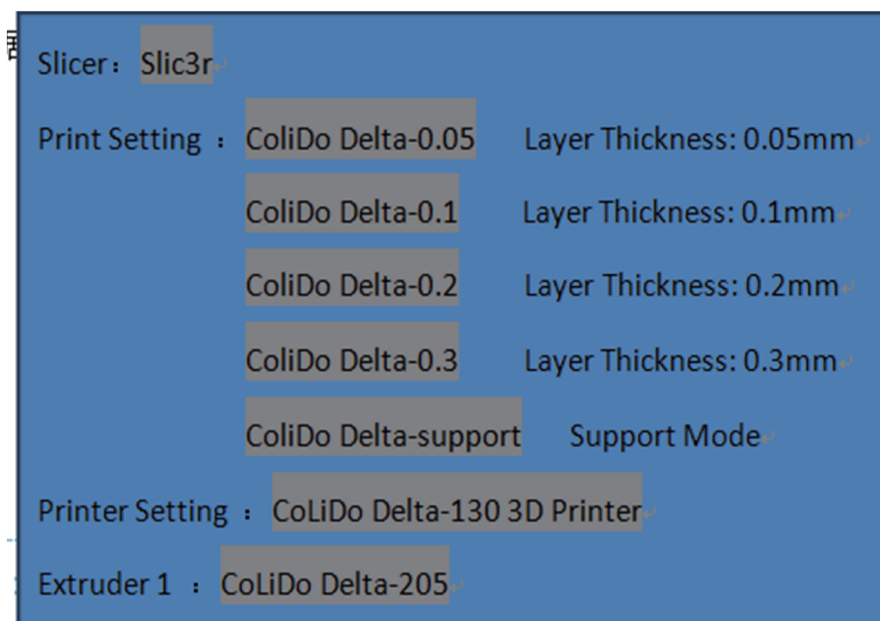 Slicer： Slic3r
Print Setting ： ColiDo Delta-0.05 Layer Thickness: 0.05mm
ColiDo Delta-0.1 Layer Thickness: 0.1mm
ColiDo Delta-0.2 Layer Thickness: 0.2mm
ColiDo Delta-0.3 Layer Thickness: 0.3mm
ColiDo Delta-support Support Mode
Printer Setting ： CoLiDo Delta-130 3D Printer
Extruder 1 ： CoLiDo Delta-205